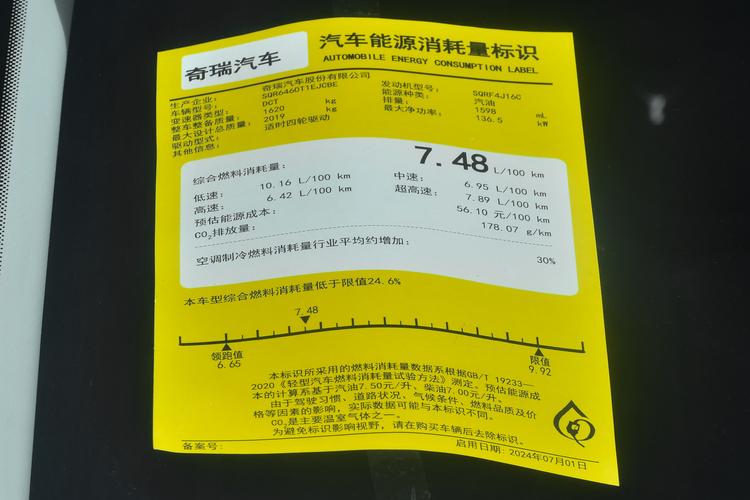 奇瑞汽车
汽车能源消耗量标识
AUTOMOBILE ENERGY CONSUMPTION LABEL
生产企业： 奇瑞汽车股份有限公司
车辆型号： SQR6460T1EJCBE 发动机型号： SQRF4J16C
变速器类型： DCT 能源种类： 汽油
整车整备质量： 1620 kg 排量： 1598 mL
最大设计总质量： 2019 kg 最大净功率： 136.5 kW
驱动型式： 适时四轮驱动
其他信息：
综合燃料消耗量： 7.48 L/100 km
低速： 10.16 L/100 km 中速： 6.95 L/100 km
高速： 6.42 L/100 km 超高速： 7.89 L/100 km
预估能源成本： 56.10 元/100 km
CO₂排放量： 178.07 g/km
空调制冷燃料消耗量行业平均约增加： 30%
本车型综合燃料消耗量低于限值24.6%
7.48
领跑值 限值
6.65 9.92
本标识所采用的燃料消耗量数据系根据GB/T 19233—
2020《轻型汽车燃料消耗量试验方法》测定。预估能源成
本的计算系基于汽油7.50元/升、柴油7.00元/升。
由于驾驶习惯、道路状况、气候条件、燃料品质及价
格等因素的影响，实际数据可能与本标识不同。
CO₂是主要温室气体之一。
为避免标识影响视野，请在购买车辆后去除标识。
备案号： 启用日期：2024年07月01日